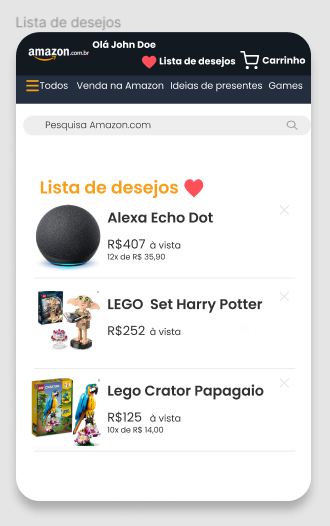 Lista de desejos
Olá John Doe
amazon.com.br
Lista de desejos
Carrinho
Todos Venda na Amazon Ideias de presentes Games
Pesquisa Amazon.com
Lista de desejos
Alexa Echo Dot
R$407 à vista
12x de R$ 35,90
LEGO Set Harry Potter
R$252 à vista
Lego Crator Papagaio
R$125 à vista
10x de R$ 14,00